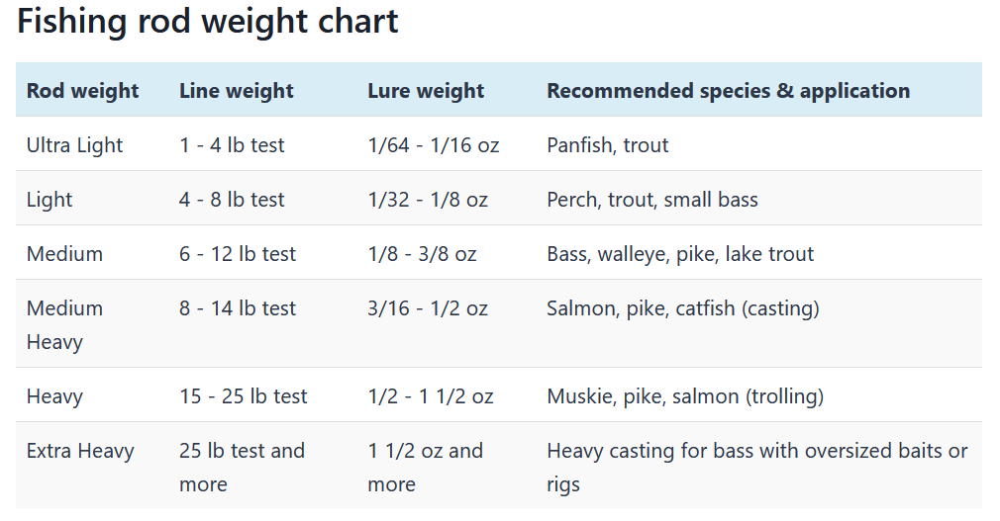 Fishing rod weight chart
Rod weight Line weight Lure weight Recommended species & application
Ultra Light 1 - 4 lb test 1/64 - 1/16 oz Panfish, trout
Light 4 - 8 lb test 1/32 - 1/8 oz Perch, trout, small bass
Medium 6 - 12 lb test 1/8 - 3/8 oz Bass, walleye, pike, lake trout
Medium 8 - 14 lb test 3/16 - 1/2 oz Salmon, pike, catfish (casting)
Heavy
Heavy 15 - 25 lb test 1/2 - 1 1/2 oz Muskie, pike, salmon (trolling)
Extra Heavy 25 lb test and 1 1/2 oz and Heavy casting for bass with oversized baits or
more more rigs